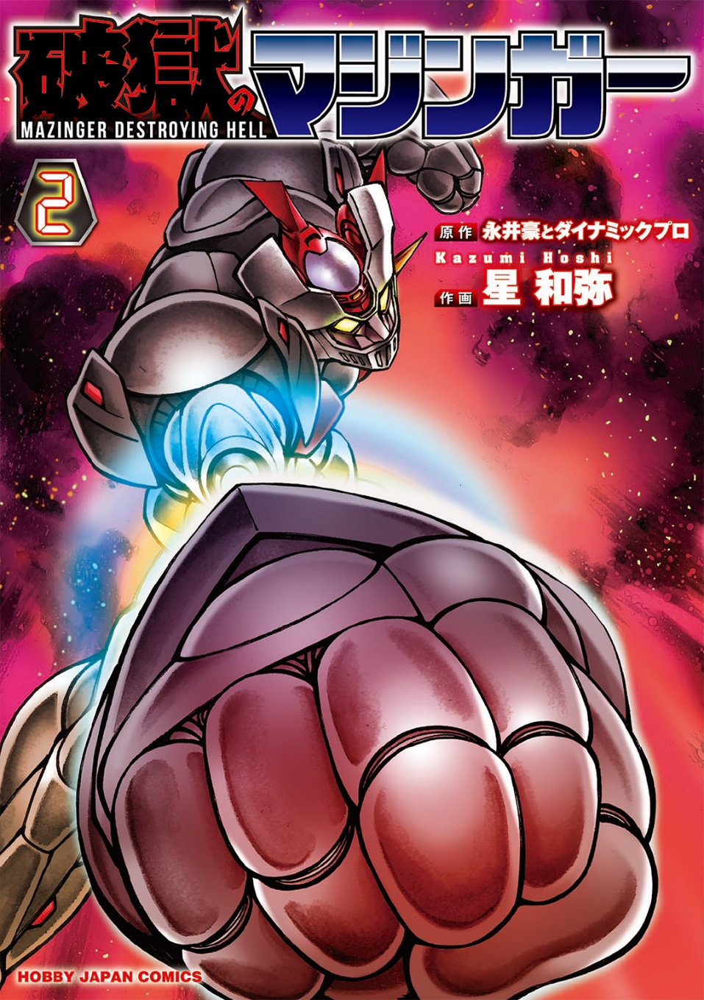 破獄のマジンガー
MAZINGER DESTROYING HELL
2
原作 永井豪とダイナミックプロ
Kazumi Hoshi
作画 星 和弥
HOBBY JAPAN COMICS